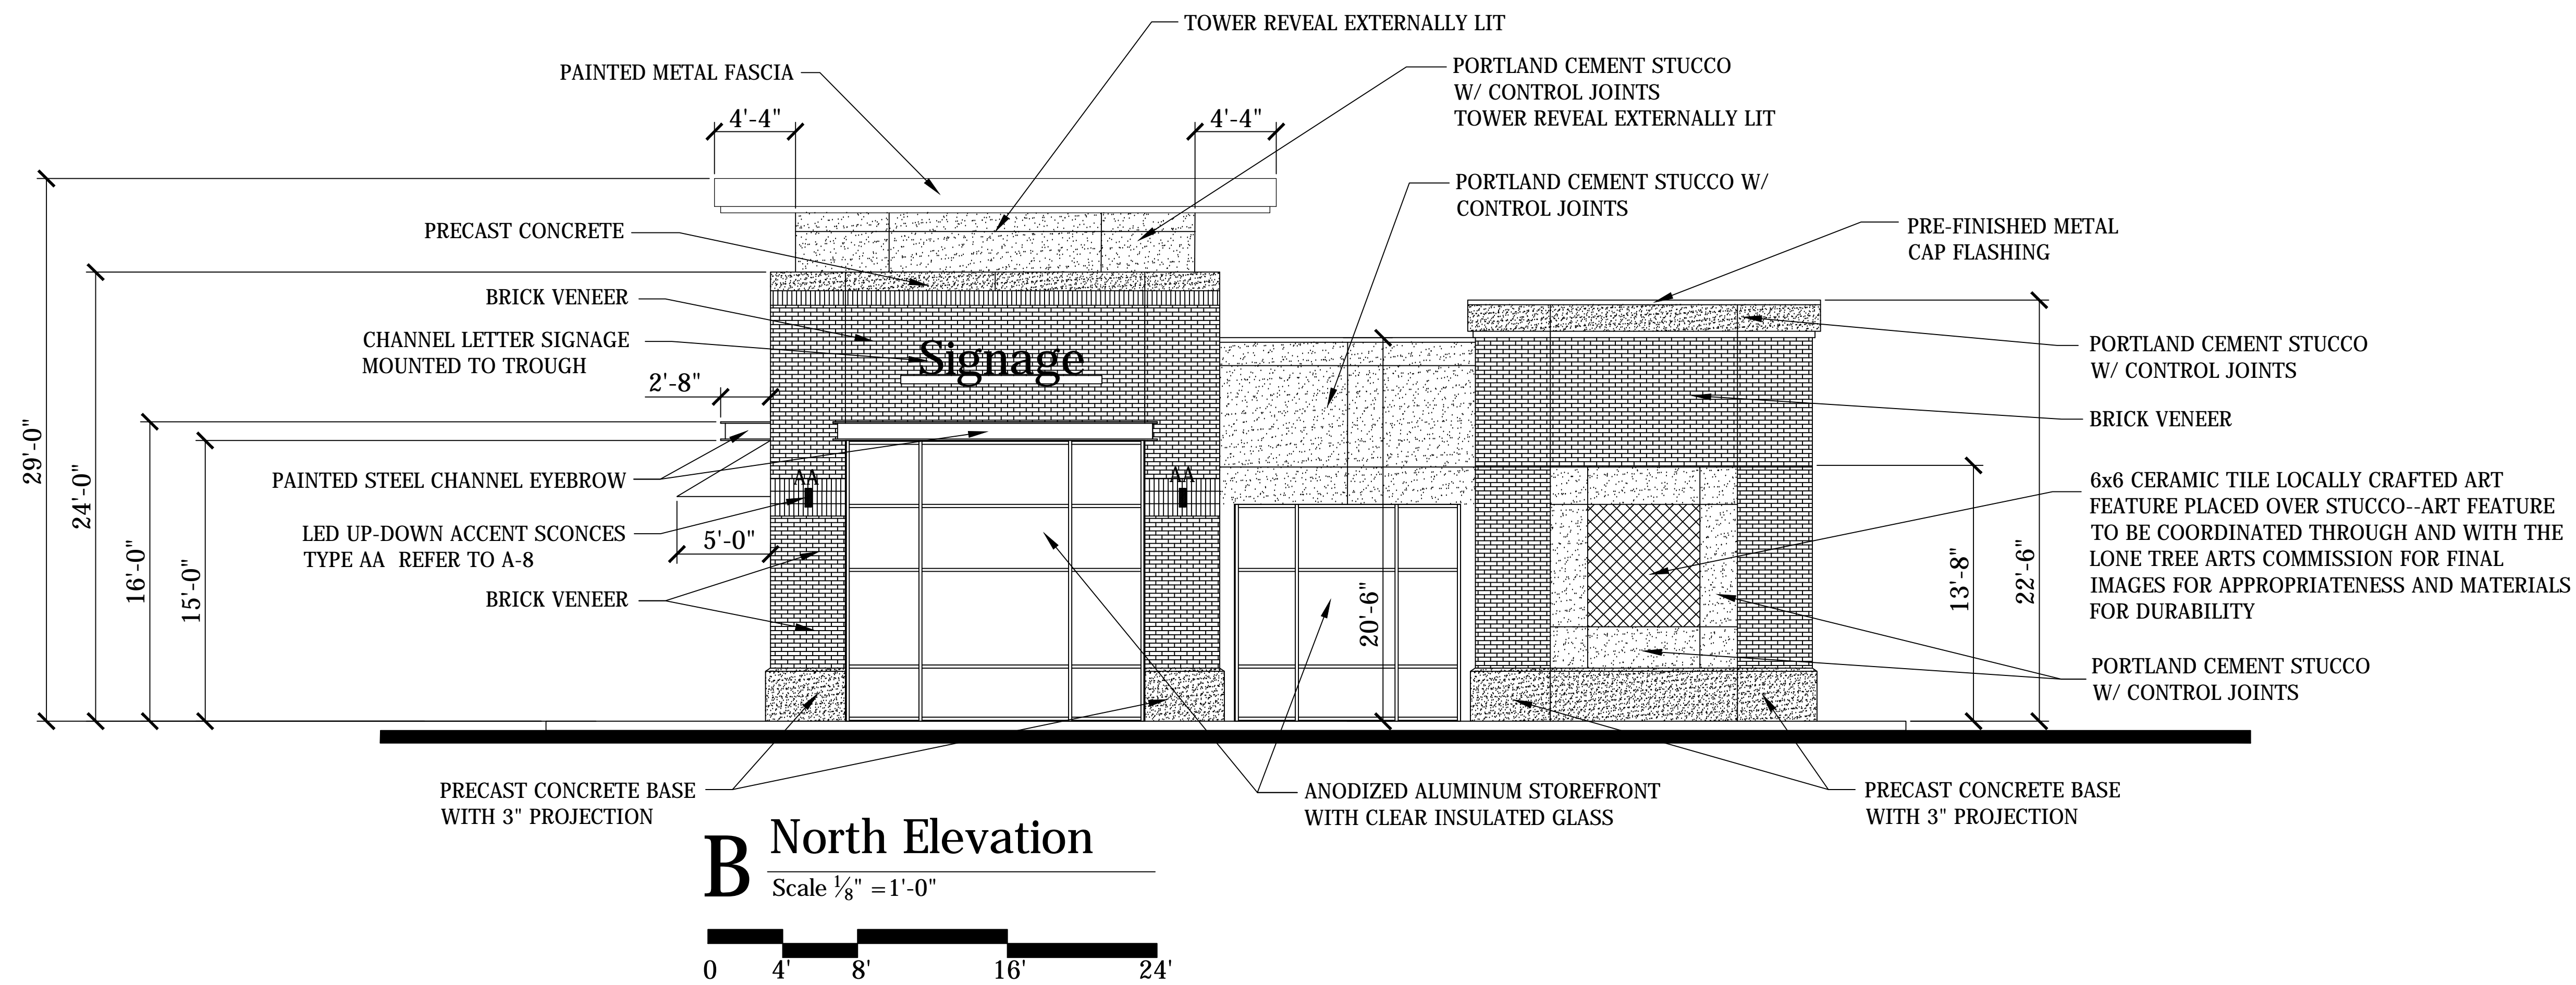 TOWER REVEAL EXTERNALLY LIT
PAINTED METAL FASCIA
PORTLAND CEMENT STUCCO
W/ CONTROL JOINTS
TOWER REVEAL EXTERNALLY LIT
4'-4"
4'-4"
PORTLAND CEMENT STUCCO W/
CONTROL JOINTS
PRECAST CONCRETE
PRE-FINISHED METAL
CAP FLASHING
BRICK VENEER
CHANNEL LETTER SIGNAGE
MOUNTED TO TROUGH
Signage
PORTLAND CEMENT STUCCO
W/ CONTROL JOINTS
2'-8"
BRICK VENEER
29'-0"
24'-0"
16'-0"
15'-0"
PAINTED STEEL CHANNEL EYEBROW
AA
AA
6x6 CERAMIC TILE LOCALLY CRAFTED ART
FEATURE PLACED OVER STUCCO--ART FEATURE
TO BE COORDINATED THROUGH AND WITH THE
LONE TREE ARTS COMMISSION FOR FINAL
IMAGES FOR APPROPRIATENESS AND MATERIALS
FOR DURABILITY
LED UP-DOWN ACCENT SCONCES
TYPE AA REFER TO A-8
5'-0"
20'-6"
13'-8"
22'-6"
BRICK VENEER
PORTLAND CEMENT STUCCO
W/ CONTROL JOINTS
PRECAST CONCRETE BASE
WITH 3" PROJECTION
ANODIZED ALUMINUM STOREFRONT
WITH CLEAR INSULATED GLASS
PRECAST CONCRETE BASE
WITH 3" PROJECTION
B North Elevation
Scale ⅛" =1'-0"
0 4' 8' 16' 24'